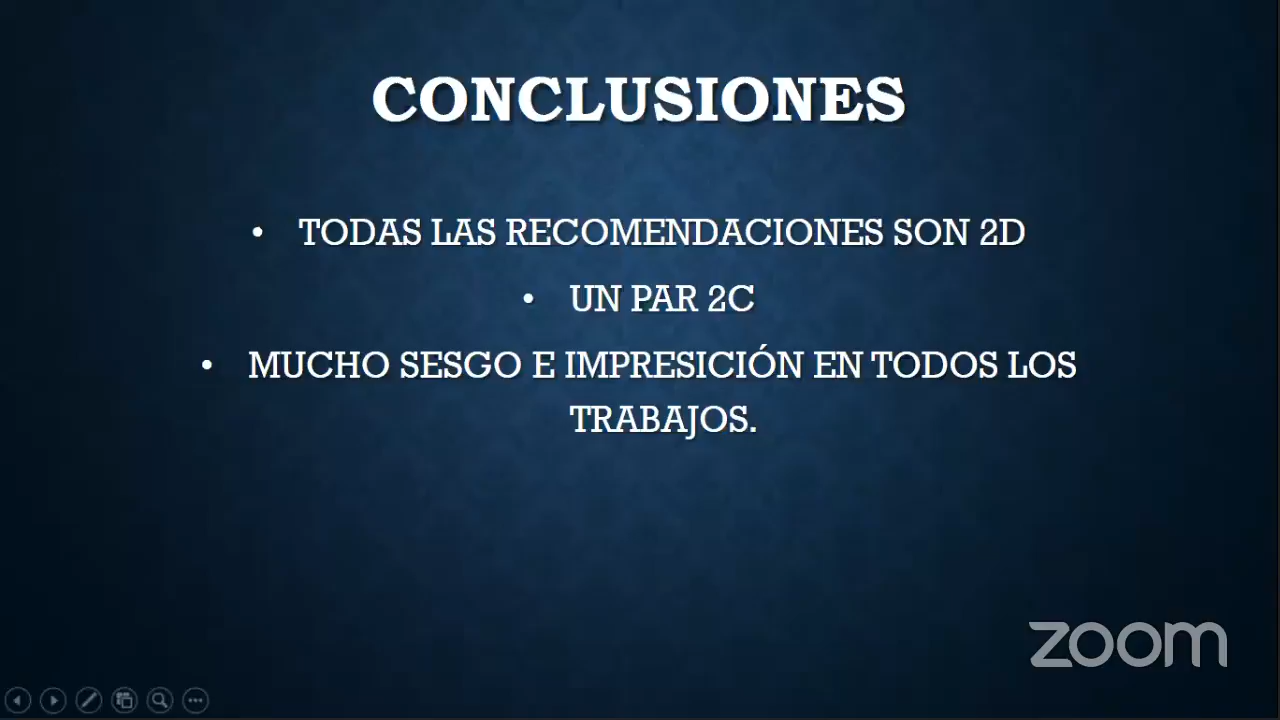 CONCLUSIONES
• TODAS LAS RECOMENDACIONES SON 2D
• UN PAR 2C
• MUCHO SESGO E IMPRESICIÓN EN TODOS LOS
TRABAJOS.
zoom